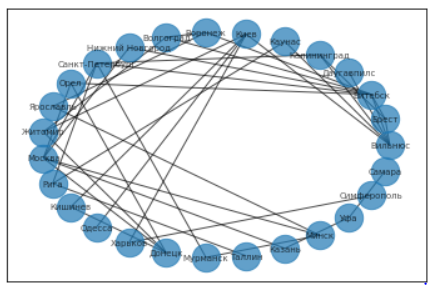 Волгоград
Воронеж
Киев
Каунас
Нижний Новгород
Калининград
Санкт-Петербург
Даугавпилс
Орел
Витебск
Ярославль
Брест
Житомир
Вильнюс
Москва
Самара
Рига
Симферополь
Кишинев
Уфа
Одесса
Минск
Харьков
Казань
Донецк
Таллин
Мурманск